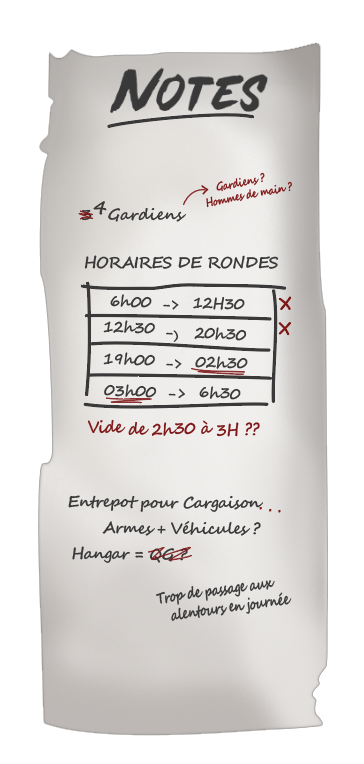 NOTES
Gardiens ?
Hommes de main ?
3 4 Gardiens
HORAIRES DE RONDES
6h00 -> 12H30 X
12h30 -) 20h30 X
19h00 -> 02h30
03h00 -> 6h30
Vide de 2h30 à 3H ??
Entrepot pour Cargaison...
Armes + Véhicules ?
Hangar = QG ?
Trop de passage aux
alentours en journée